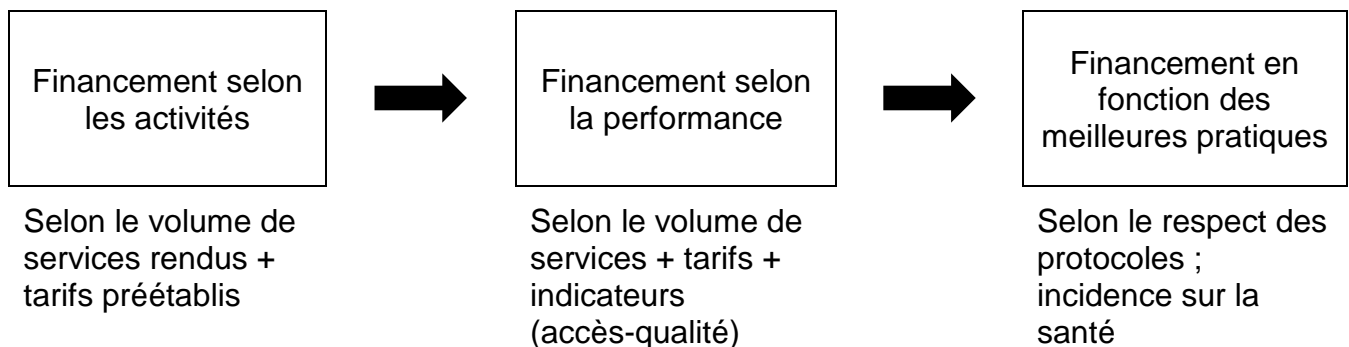 Financement selon
les activités
Selon le volume de
services rendus +
tarifs préétablis
Financement selon
la performance
Selon le volume de
services + tarifs +
indicateurs
(accès-qualité)
Financement en
fonction des
meilleures pratiques
Selon le respect des
protocoles ;
incidence sur la
santé